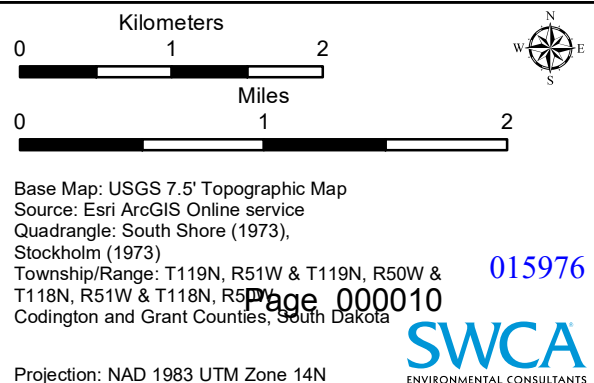 Kilometers
0 1 2
Miles
0 1 2
N
W E
S
Base Map: USGS 7.5' Topographic Map
Source: Esri ArcGIS Online service
Quadrangle: South Shore (1973),
Stockholm (1973)
Township/Range: T119N, R51W & T119N, R50W &
T118N, R51W & T118N, R50W
Codington and Grant Counties, South Dakota
015976
Page 000010
Projection: NAD 1983 UTM Zone 14N
SWCA
ENVIRONMENTAL CONSULTANTS